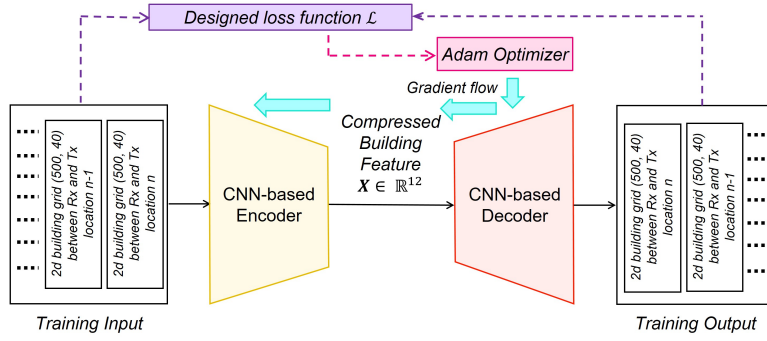 Designed loss function ℒ
Adam Optimizer
Gradient flow
2d building grid (500, 40)
between Rx and Tx
location n-1
2d building grid (500, 40)
between Rx and Tx
location n
CNN-based
Encoder
Compressed
Building
Feature
X ∈ ℝ¹²
CNN-based
Decoder
2d building grid (500, 40)
between Rx and Tx
location n
2d building grid (500, 40)
between Rx and Tx
location n-1
Training Input
Training Output